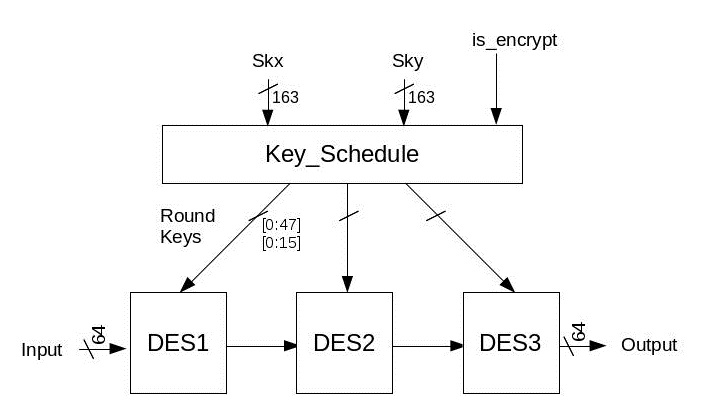 is_encrypt
Skx
Sky
163
163
Key_Schedule
Round
Keys
[0:47]
[0:15]
64
64
DES1
DES2
DES3
Input
Output